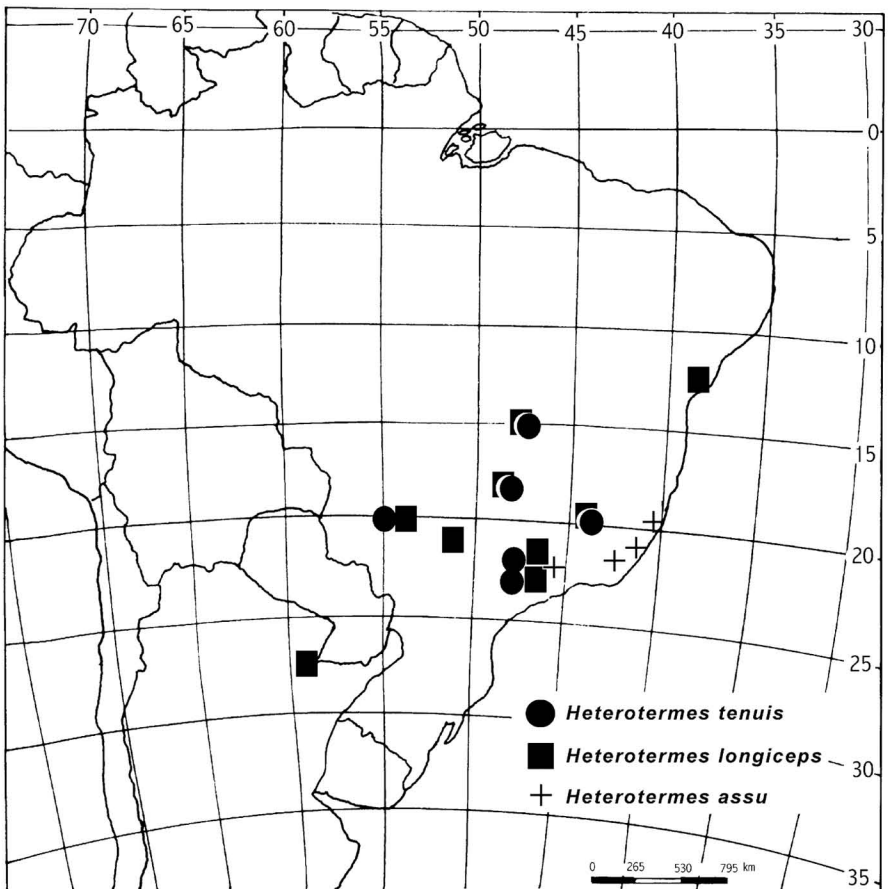 70 65 55 50 45 40 35 30
0
5
10
15
20
25
Heterotermes tenuis
Heterotermes longiceps
30
Heterotermes assu
0 265 530 795 km
35